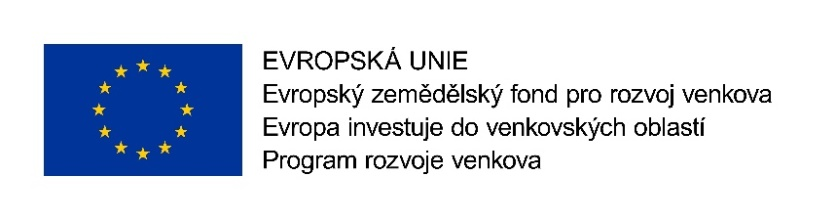 EVROPSKÁ UNIE
Evropský zemědělský fond pro rozvoj venkova
Evropa investuje do venkovských oblastí
Program rozvoje venkova